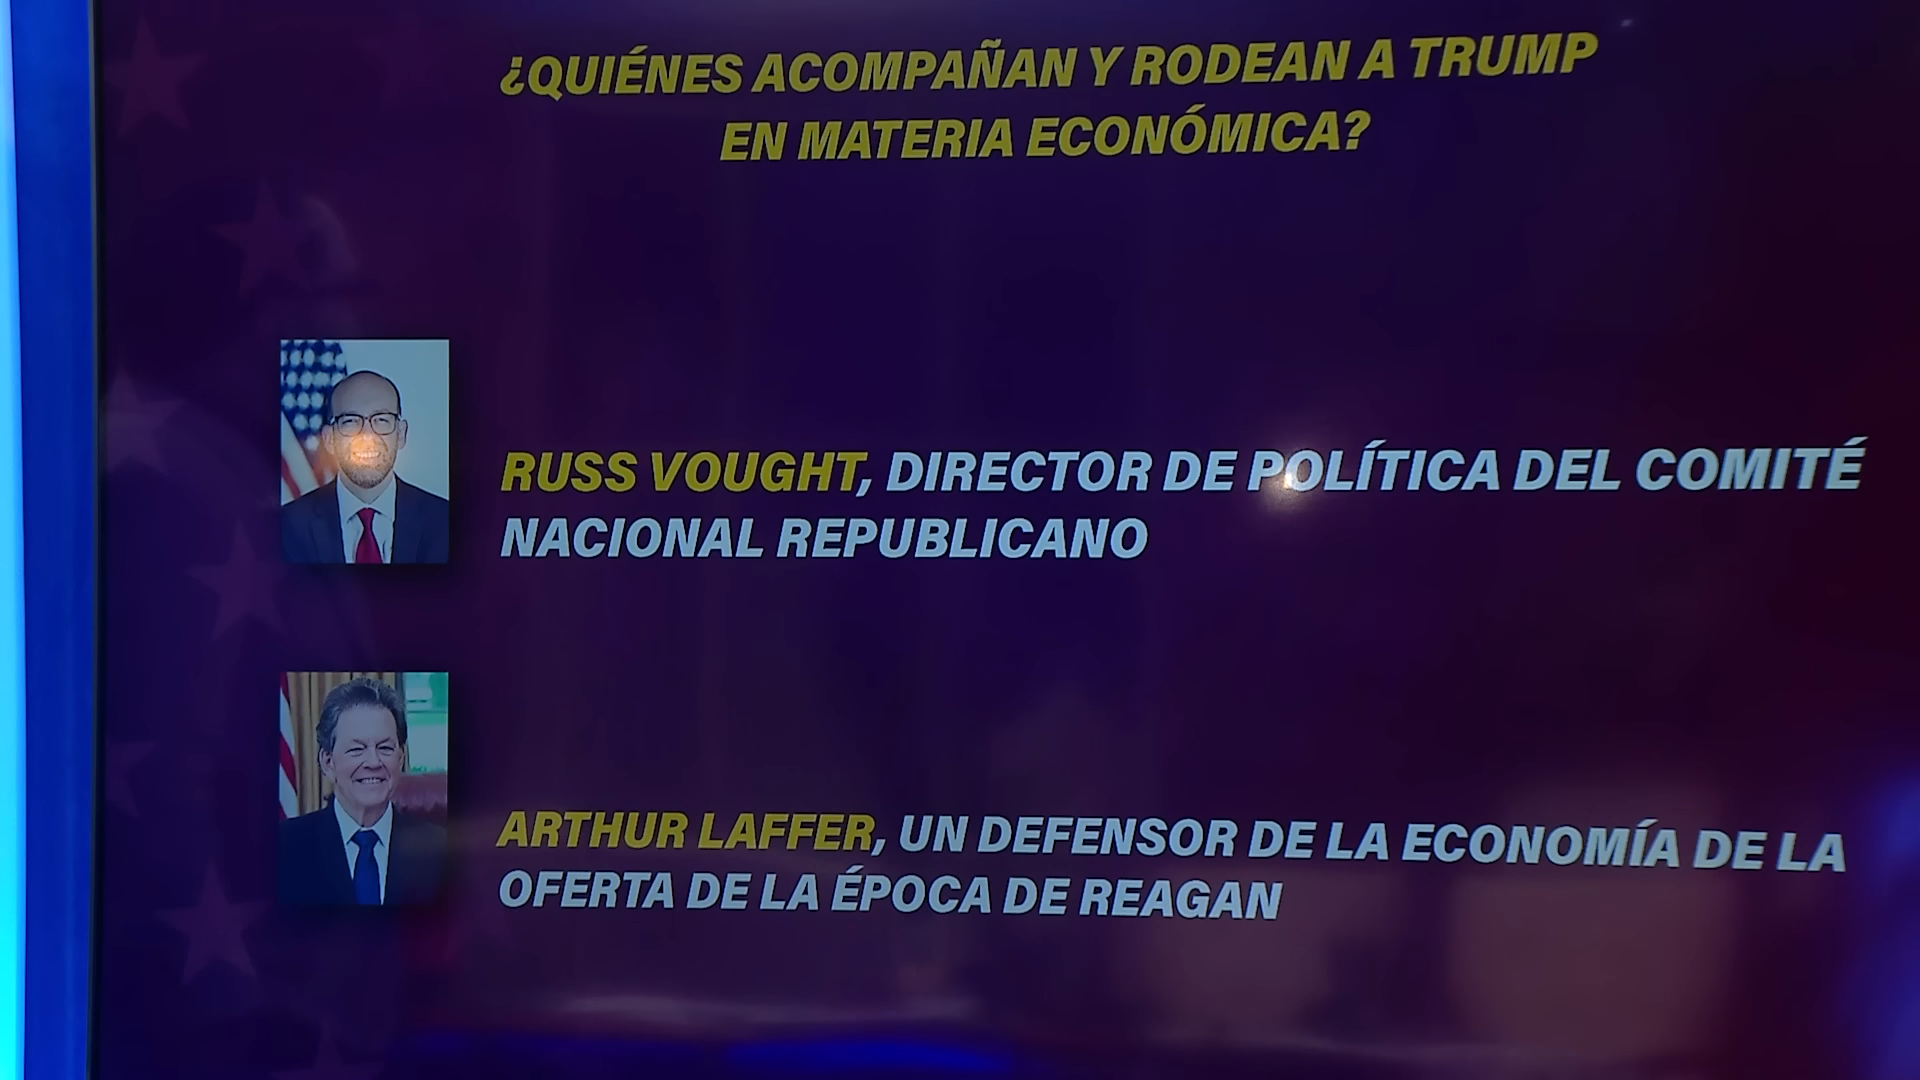 ¿QUIÉNES ACOMPAÑAN Y RODEAN A TRUMP
EN MATERIA ECONÓMICA?
RUSS VOUGHT, DIRECTOR DE POLÍTICA DEL COMITÉ
NACIONAL REPUBLICANO
ARTHUR LAFFER, UN DEFENSOR DE LA ECONOMÍA DE LA
OFERTA DE LA ÉPOCA DE REAGAN